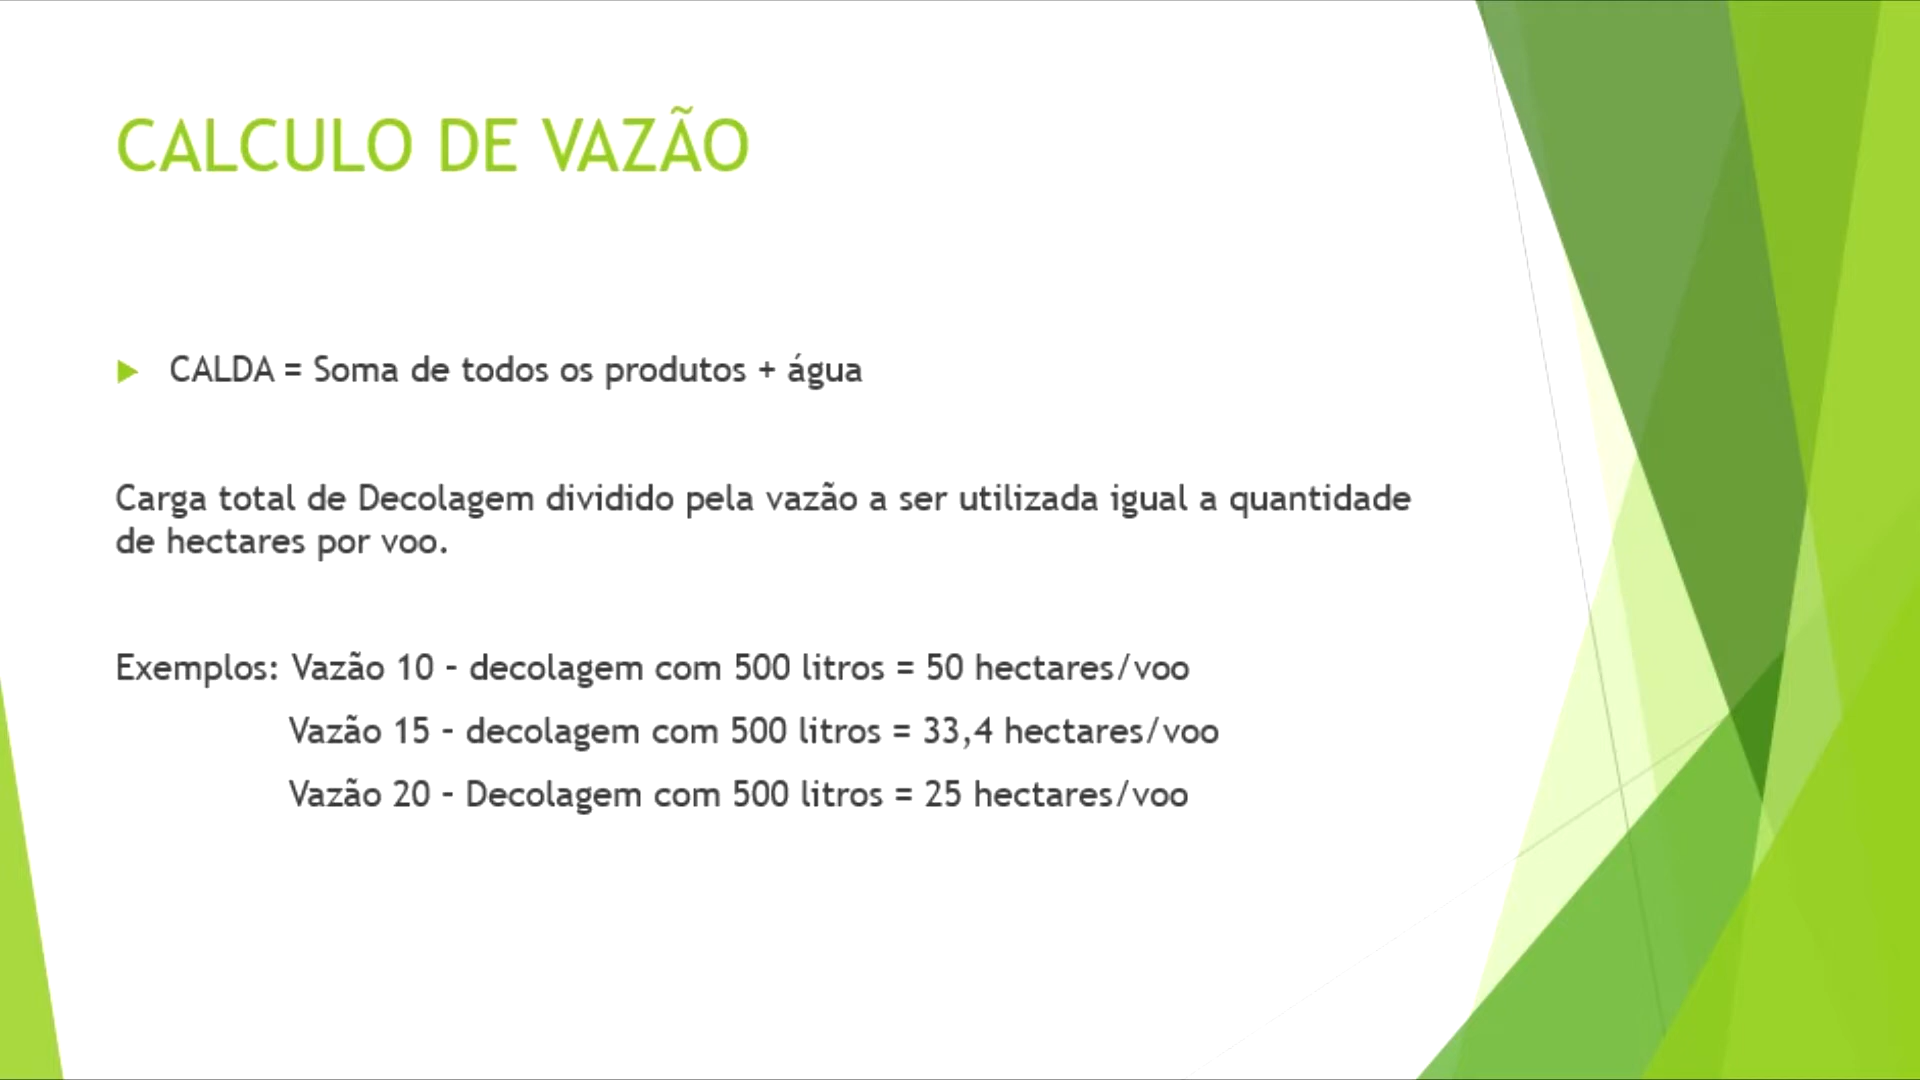 CALCULO DE VAZÃO
CALDA = Soma de todos os produtos + água
Carga total de Decolagem dividido pela vazão a ser utilizada igual a quantidade
de hectares por voo.
Exemplos: Vazão 10 – decolagem com 500 litros = 50 hectares/voo
Vazão 15 – decolagem com 500 litros = 33,4 hectares/voo
Vazão 20 – Decolagem com 500 litros = 25 hectares/voo